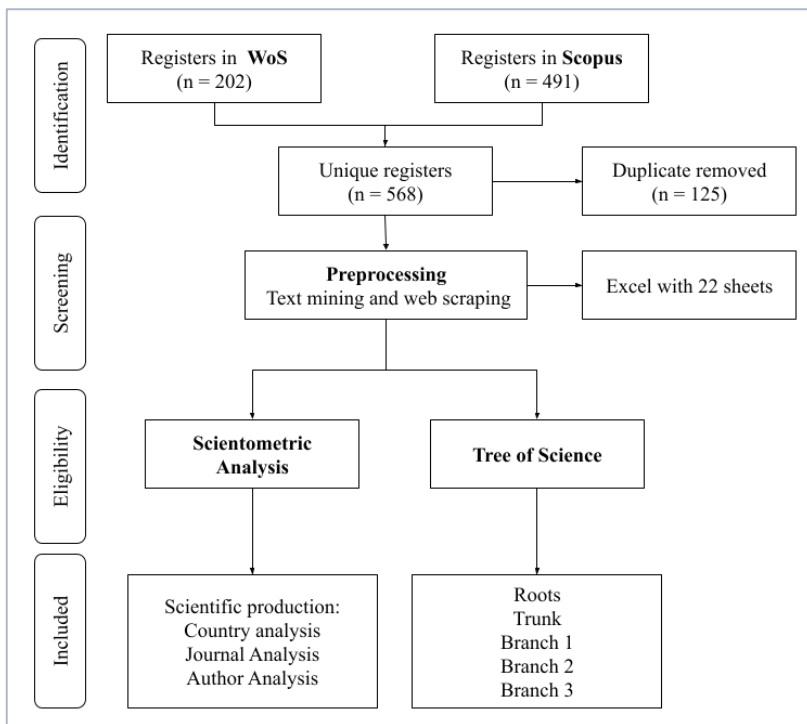 Identification
Registers in WoS
(n = 202)
Registers in Scopus
(n = 491)
Unique registers
(n = 568)
Duplicate removed
(n = 125)
Screening
Preprocessing
Text mining and web scraping
Excel with 22 sheets
Eligibility
Scientometric
Analysis
Tree of Science
Included
Scientific production:
Country analysis
Journal Analysis
Author Analysis
Roots
Trunk
Branch 1
Branch 2
Branch 3